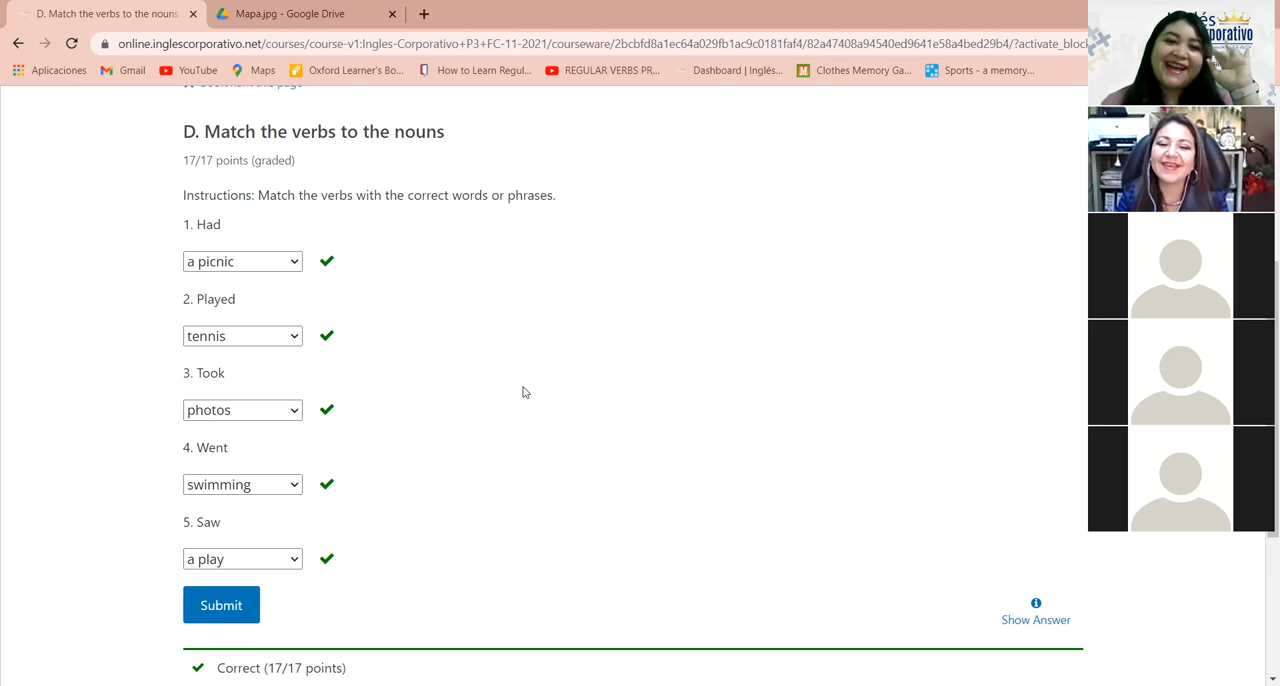 D. Match the verbs to the nouns
Mapa.jpg - Google Drive
online.inglescorporativo.net/courses/course-v1:Ingles-Corporativo+P3+FC-11-2021/courseware/2bcbfd8a1ec64a029fb1ac9c0181faf4/82a47408a94540ed9641e58a4bed29b4/?activate_bloc
Aplicaciones Gmail YouTube Maps Oxford Learner's Bo... How to Learn Regul... REGULAR VERBS PR... Dashboard | Inglés... Clothes Memory Ga... Sports - a memory...
D. Match the verbs to the nouns
17/17 points (graded)
Instructions: Match the verbs with the correct words or phrases.
1. Had
a picnic
2. Played
tennis
3. Took
photos
4. Went
swimming
5. Saw
a play
Submit
Show Answer
Correct (17/17 points)